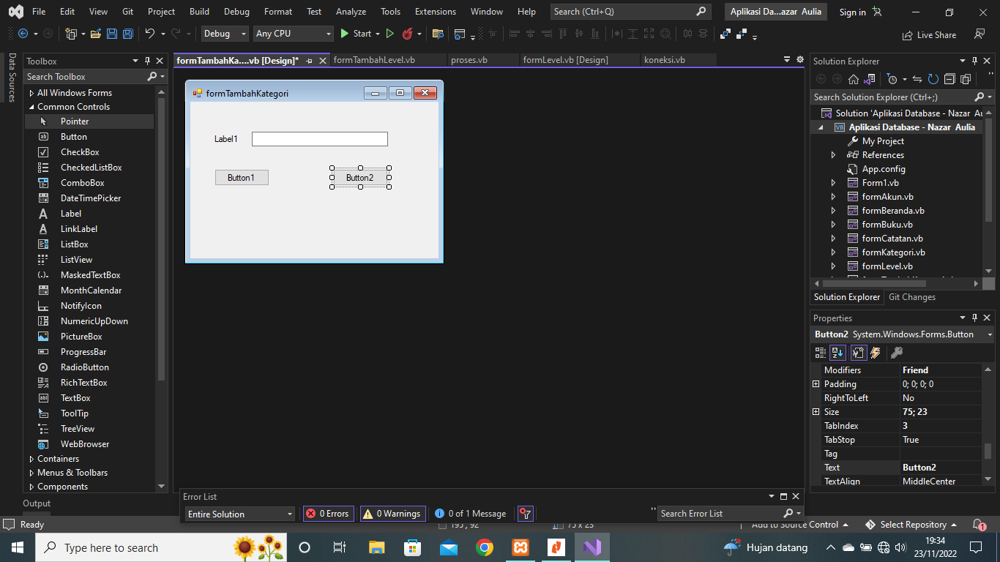 File Edit View Git Project Build Debug Format Test Analyze Tools Extensions Window Help Search (Ctrl+Q) Aplikasi Da...azar Aulia Sign in
Debug Any CPU Start Live Share
Data Sources
Toolbox
Search Toolbox
All Windows Forms
Common Controls
Pointer
Button
CheckBox
CheckedListBox
ComboBox
DateTimePicker
Label
LinkLabel
ListBox
ListView
MaskedTextBox
MonthCalendar
NotifyIcon
NumericUpDown
PictureBox
ProgressBar
RadioButton
RichTextBox
TextBox
ToolTip
TreeView
WebBrowser
Containers
Menus & Toolbars
Components
formTambahKa....vb [Design]* formTambahLevel.vb proses.vb formLevel.vb [Design] koneksi.vb
formTambahKategori
Label1
Button1 Button2
Solution Explorer
Search Solution Explorer (Ctrl+;)
Solution 'Aplikasi Database - Nazar Au
Aplikasi Database - Nazar Aulia
My Project
References
App.config
Form1.vb
formAkun.vb
formBeranda.vb
formBuku.vb
formCatatan.vb
formKategori.vb
formLevel.vb
Solution Explorer Git Changes
Properties
Button2 System.Windows.Forms.Button
Modifiers Friend
Padding 0; 0; 0; 0
RightToLeft No
Size 75; 23
TabIndex 3
TabStop True
Tag
Text Button2
TextAlign MiddleCenter
Error List
Entire Solution 0 Errors 0 Warnings 0 of 1 Message Search Error List
Output
Ready 195 , 92 75 x 23 Add to Source Control Select Repository 1
Type here to search Hujan datang 19:34
23/11/2022